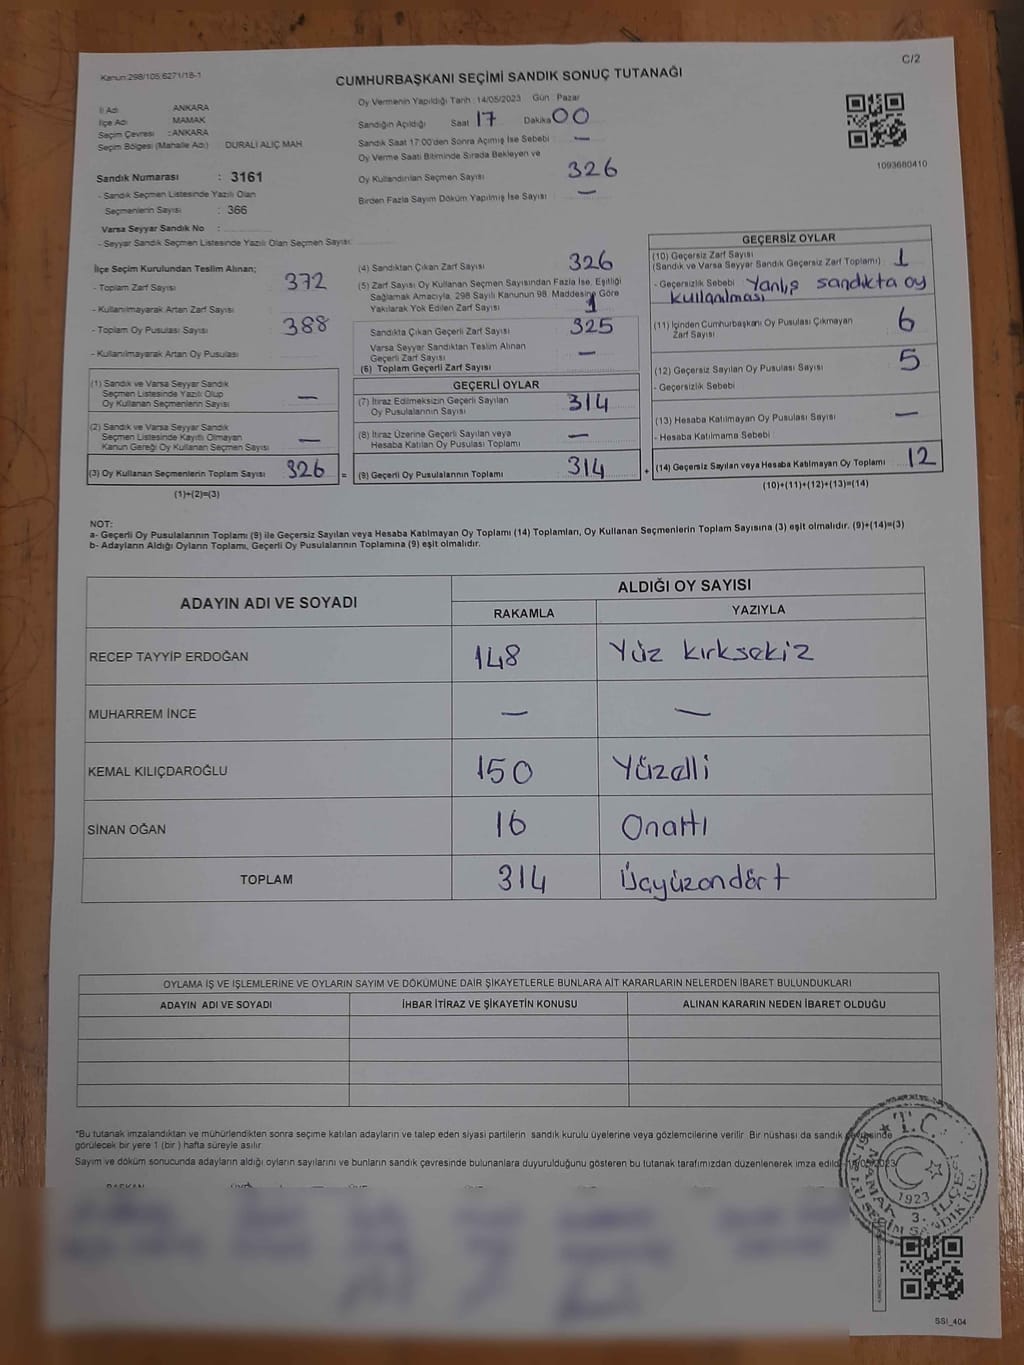 Kanun:298/105;6271/18-1
C/2
CUMHURBAŞKANI SEÇİMİ SANDIK SONUÇ TUTANAĞI
İl Adı ANKARA
İlçe Adı MAMAK
Seçim Çevresi : ANKARA
Seçim Bölgesi (Mahalle Adı) DURALİ ALIÇ MAH
Sandık Numarası : 3161
- Sandık Seçmen Listesinde Yazılı Olan
Seçmenlerin Sayısı : 366
Varsa Seyyar Sandık No :
- Seyyar Sandık Seçmen Listesinde Yazılı Olan Seçmen Sayısı:
Oy Vermenin Yapıldığı Tarih : 14/05/2023 Gün : Pazar
Sandığın Açıldığı Saat 17 Dakika 00
Sandık Saat 17:00'den Sonra Açılmış İse Sebebi : —
Oy Verme Saati Bitiminde Sırada Bekleyen ve
Oy Kullandırılan Seçmen Sayısı 326
Birden Fazla Sayım Döküm Yapılmış İse Sayısı : —
1093680410
İlçe Seçim Kurulundan Teslim Alınan;
- Toplam Zarf Sayısı : 372
- Kullanılmayarak Artan Zarf Sayısı :
- Toplam Oy Pusulası Sayısı : 388
- Kullanılmayarak Artan Oy Pusulası
(1) Sandık ve Varsa Seyyar Sandık
Seçmen Listesinde Yazılı Olup
Oy Kullanan Seçmenlerin Sayısı —
(2) Sandık ve Varsa Seyyar Sandık
Seçmen Listesinde Kayıtlı Olmayan
Kanun Gereği Oy Kullanan Seçmen Sayısı —
(3) Oy Kullanan Seçmenlerin Toplam Sayısı 326 =
(1)+(2)=(3)
(4) Sandıktan Çıkan Zarf Sayısı 326
(5) Zarf Sayısı Oy Kullanan Seçmen Sayısından Fazla İse, Eşitliği
Sağlamak Amacıyla, 298 Sayılı Kanunun 98. Maddesine Göre
Yakılarak Yok Edilen Zarf Sayısı 1
Sandıkta Çıkan Geçerli Zarf Sayısı 325
Varsa Seyyar Sandıktan Teslim Alınan
Geçerli Zarf Sayısı —
(6) Toplam Geçerli Zarf Sayısı
GEÇERLİ OYLAR
(7) İtiraz Edilmeksizin Geçerli Sayılan
Oy Pusulalarının Sayısı 314
(8) İtiraz Üzerine Geçerli Sayılan veya
Hesaba Katılan Oy Pusulası Toplamı —
(9) Geçerli Oy Pusulalarının Toplamı 314 +
GEÇERSİZ OYLAR
(10) Geçersiz Zarf Sayısı
(Sandık ve Varsa Seyyar Sandık Geçersiz Zarf Toplamı) : 1
- Geçersizlik Sebebi Yanlış sandıkta oy
kullanılması
(11) İçinden Cumhurbaşkanı Oy Pusulası Çıkmayan
Zarf Sayısı 6
(12) Geçersiz Sayılan Oy Pusulası Sayısı : 5
- Geçersizlik Sebebi
(13) Hesaba Katılmayan Oy Pusulası Sayısı : —
- Hesaba Katılmama Sebebi
(14) Geçersiz Sayılan veya Hesaba Katılmayan Oy Toplamı 12
(10)+(11)+(12)+(13)=(14)
NOT:
a- Geçerli Oy Pusulalarının Toplamı (9) ile Geçersiz Sayılan veya Hesaba Katılmayan Oy Toplamı (14) Toplamları, Oy Kullanan Seçmenlerin Toplam Sayısına (3) eşit olmalıdır. (9)+(14)=(3)
b- Adayların Aldığı Oyların Toplamı, Geçerli Oy Pusulalarının Toplamına (9) eşit olmalıdır.
ADAYIN ADI VE SOYADI ALDIĞI OY SAYISI
RAKAMLA YAZIYLA
RECEP TAYYİP ERDOĞAN 148 Yüz kırksekiz
MUHARREM İNCE — —
KEMAL KILIÇDAROĞLU 150 Yüzelli
SİNAN OĞAN 16 Onaltı
TOPLAM 314 Üçyüzondört
OYLAMA İŞ VE İŞLEMLERİNE VE OYLARIN SAYIM VE DÖKÜMÜNE DAİR ŞİKAYETLERLE BUNLARA AİT KARARLARIN NELERDEN İBARET BULUNDUKLARI
ADAYIN ADI VE SOYADI İHBAR İTİRAZ VE ŞİKAYETİN KONUSU ALINAN KARARIN NEDEN İBARET OLDUĞU
*Bu tutanak imzalandıktan ve mühürlendikten sonra seçime katılan adayların ve talep eden siyasi partilerin sandık kurulu üyelerine veya gözlemcilerine verilir. Bir nüshası da sandık çevresinde
görülecek bir yere 1 (bir) hafta süreyle asılır.
Sayım ve döküm sonucunda adayların aldığı oyların sayılarını ve bunların sandık çevresinde bulunanlara duyurulduğunu gösteren bu tutanak tarafımızdan düzenlenerek imza edildi.
T.C.
1923
MAMAK 3. İLÇE
SSİ_404